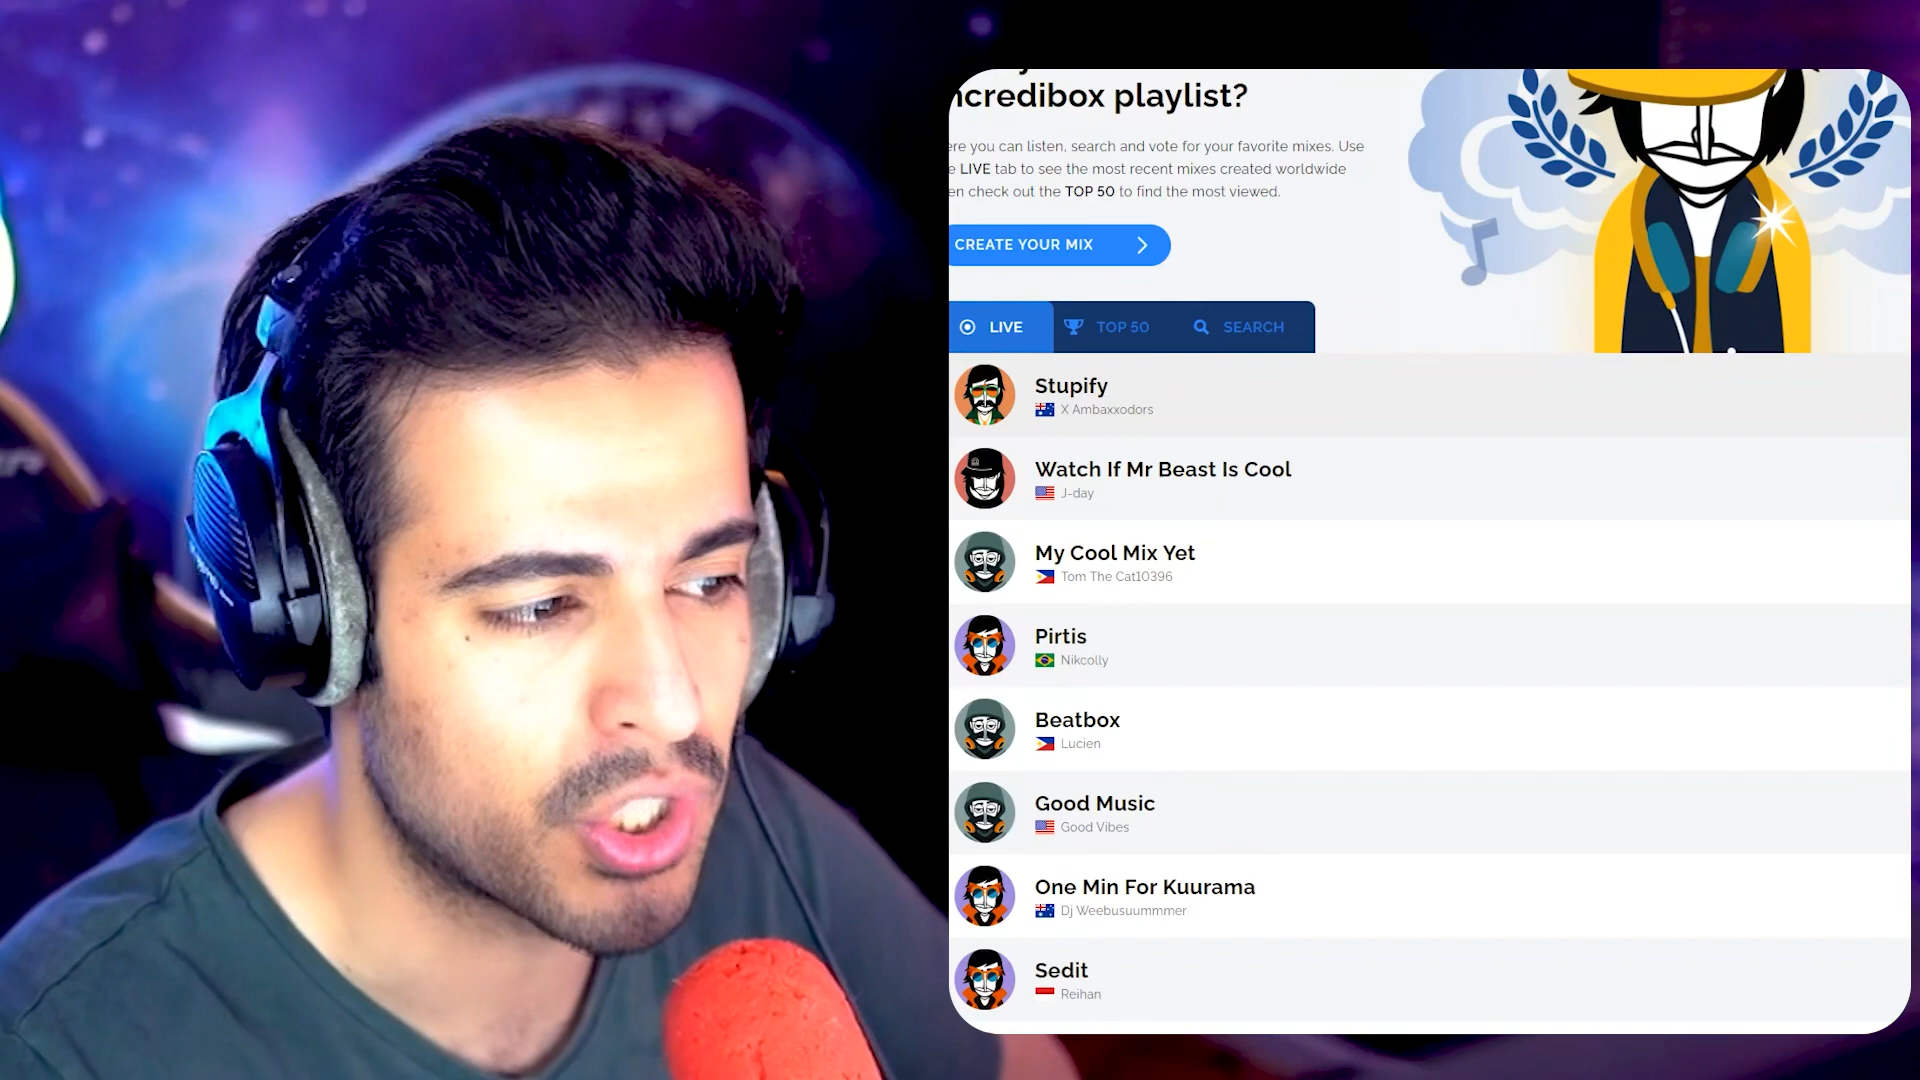 ncredibox playlist?
ere you can listen, search and vote for your favorite mixes. Use
e LIVE tab to see the most recent mixes created worldwide
en check out the TOP 50 to find the most viewed.
CREATE YOUR MIX
LIVE TOP 50 SEARCH
Stupify
X Ambaxxodors
Watch If Mr Beast Is Cool
J-day
My Cool Mix Yet
Tom The Cat10396
Pirtis
Nikcolly
Beatbox
Lucien
Good Music
Good Vibes
One Min For Kuurama
Dj Weebusuummmer
Sedit
Reihan